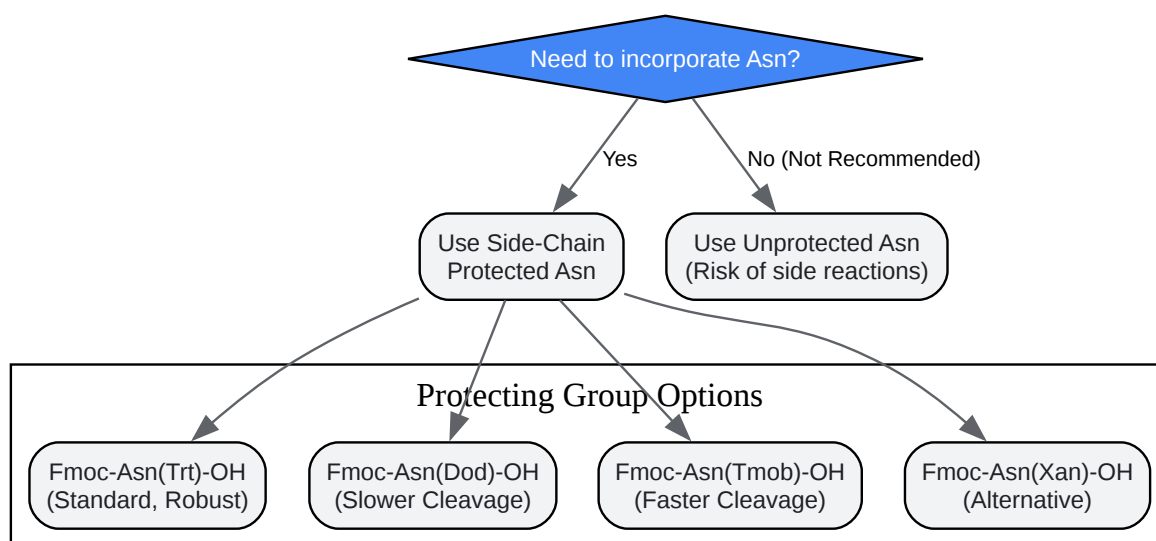 Need to incorporate Asn?
Yes
No (Not Recommended)
Use Side-Chain
Protected Asn
Use Unprotected Asn
(Risk of side reactions)
Protecting Group Options
Fmoc-Asn(Trt)-OH
(Standard, Robust)
Fmoc-Asn(Dod)-OH
(Slower Cleavage)
Fmoc-Asn(Tmob)-OH
(Faster Cleavage)
Fmoc-Asn(Xan)-OH
(Alternative)